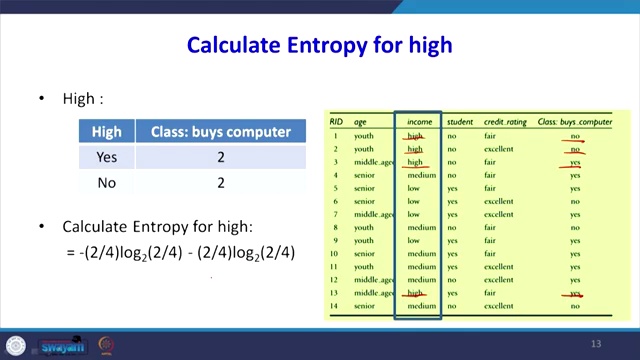 Calculate Entropy for high
• High :
High Class: buys computer
Yes 2
No 2
• Calculate Entropy for high:
= -(2/4)log2(2/4) - (2/4)log2(2/4)
RID age income student credit_rating Class: buys_computer
1 youth high no fair no
2 youth high no excellent no
3 middle_aged high no fair yes
4 senior medium no fair yes
5 senior low yes fair yes
6 senior low yes excellent no
7 middle_aged low yes excellent yes
8 youth medium no fair no
9 youth low yes fair yes
10 senior medium yes fair yes
11 youth medium yes excellent yes
12 middle_aged medium no excellent yes
13 middle_aged high yes fair yes
14 senior medium no excellent no
swayam
13